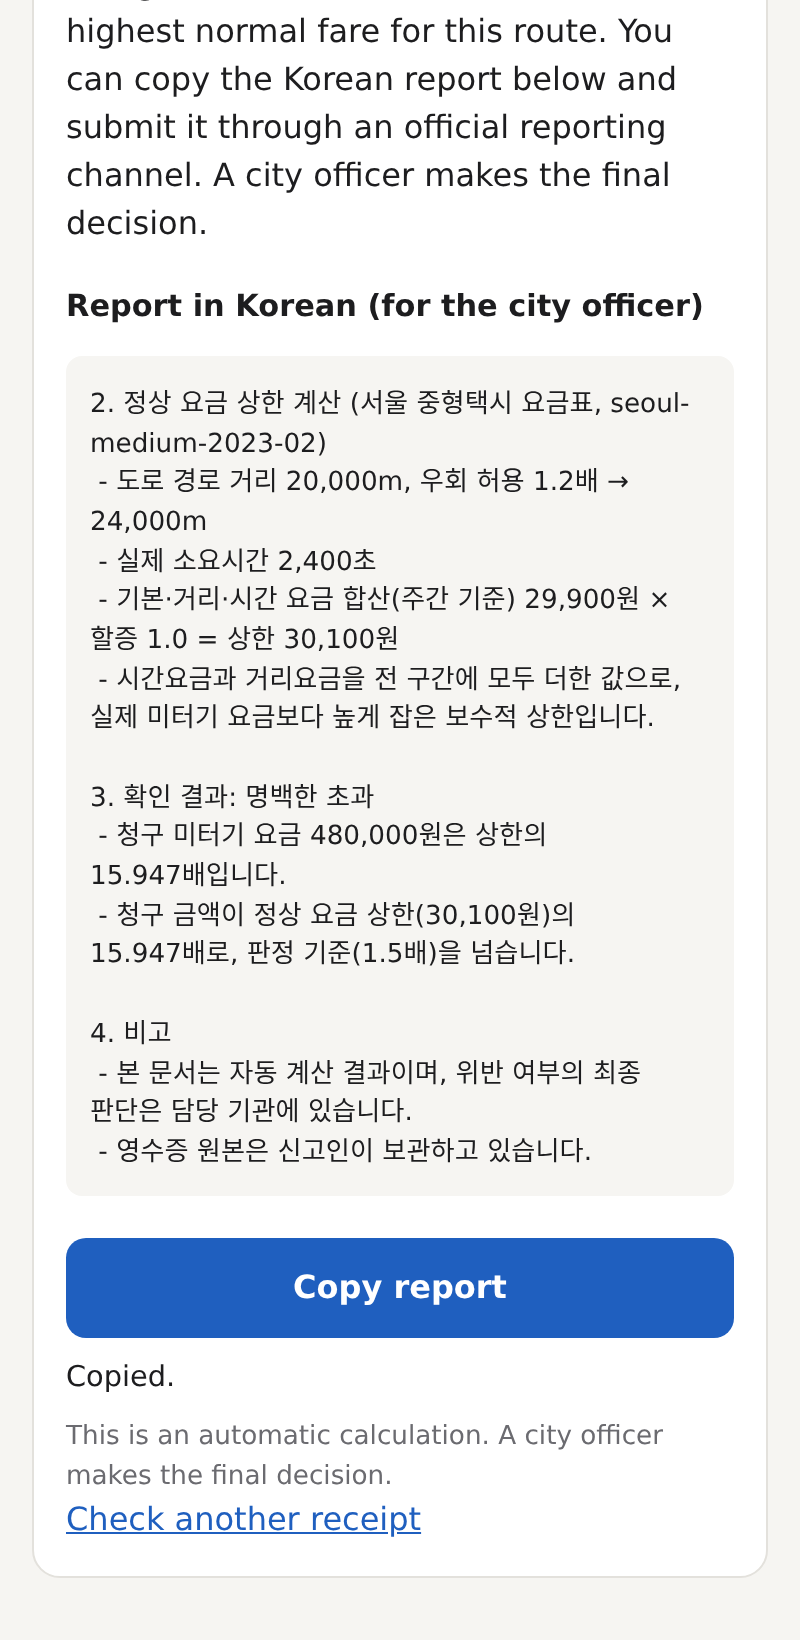 highest normal fare for this route. You
can copy the Korean report below and
submit it through an official reporting
channel. A city officer makes the final
decision.
Report in Korean (for the city officer)
2. 정상 요금 상한 계산 (서울 중형택시 요금표, seoul-
medium-2023-02)
- 도로 경로 거리 20,000m, 우회 허용 1.2배 →
24,000m
- 실제 소요시간 2,400초
- 기본·거리·시간 요금 합산(주간 기준) 29,900원 ×
할증 1.0 = 상한 30,100원
- 시간요금과 거리요금을 전 구간에 모두 더한 값으로,
실제 미터기 요금보다 높게 잡은 보수적 상한입니다.
3. 확인 결과: 명백한 초과
- 청구 미터기 요금 480,000원은 상한의
15.947배입니다.
- 청구 금액이 정상 요금 상한(30,100원)의
15.947배로, 판정 기준(1.5배)을 넘습니다.
4. 비고
- 본 문서는 자동 계산 결과이며, 위반 여부의 최종
판단은 담당 기관에 있습니다.
- 영수증 원본은 신고인이 보관하고 있습니다.
Copy report
Copied.
This is an automatic calculation. A city officer
makes the final decision.
Check another receipt